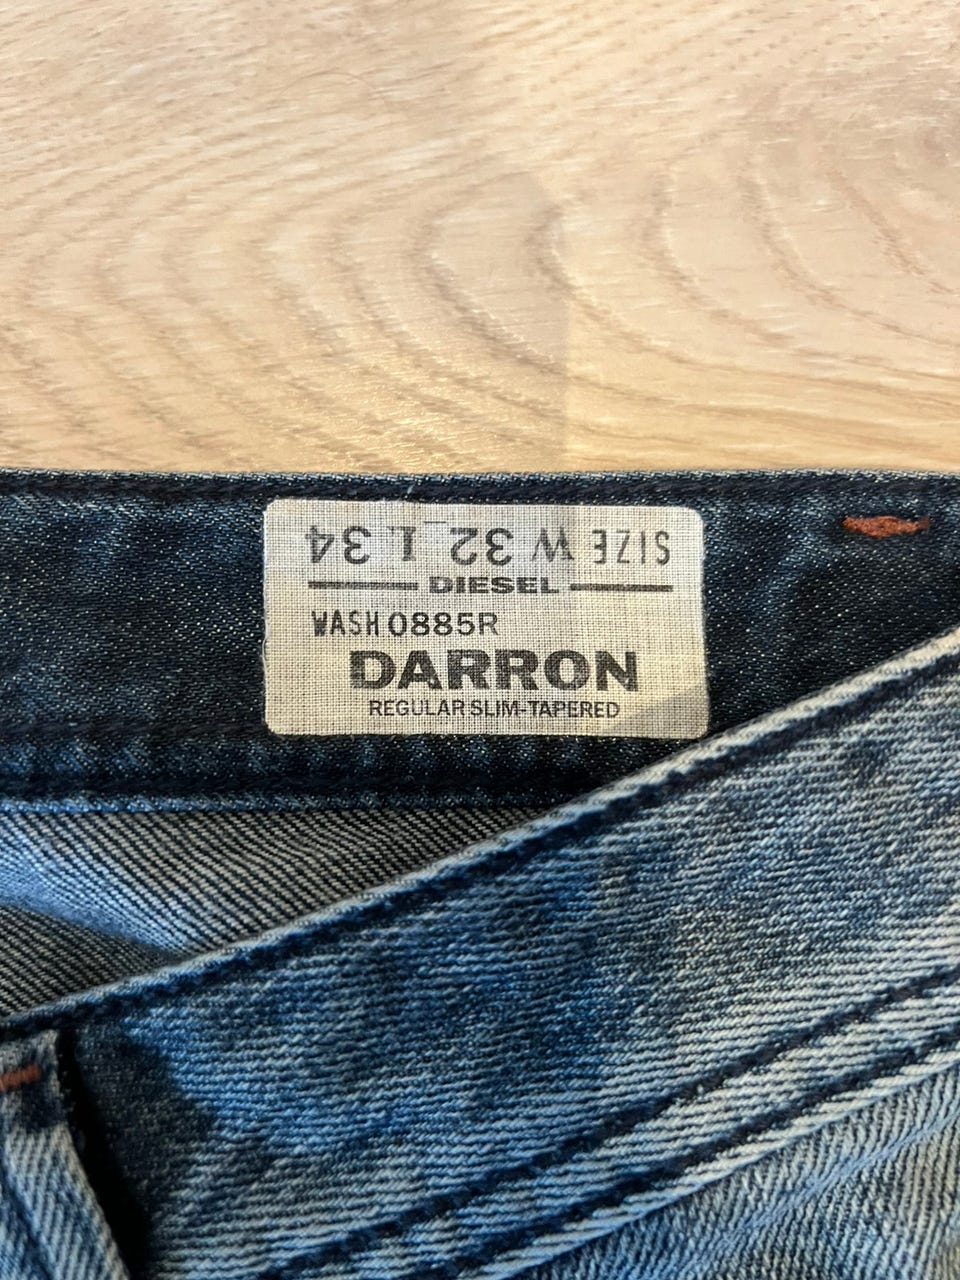 SIZE W 32 L 34
DIESEL
WASH 0885R
DARRON
REGULAR SLIM-TAPERED